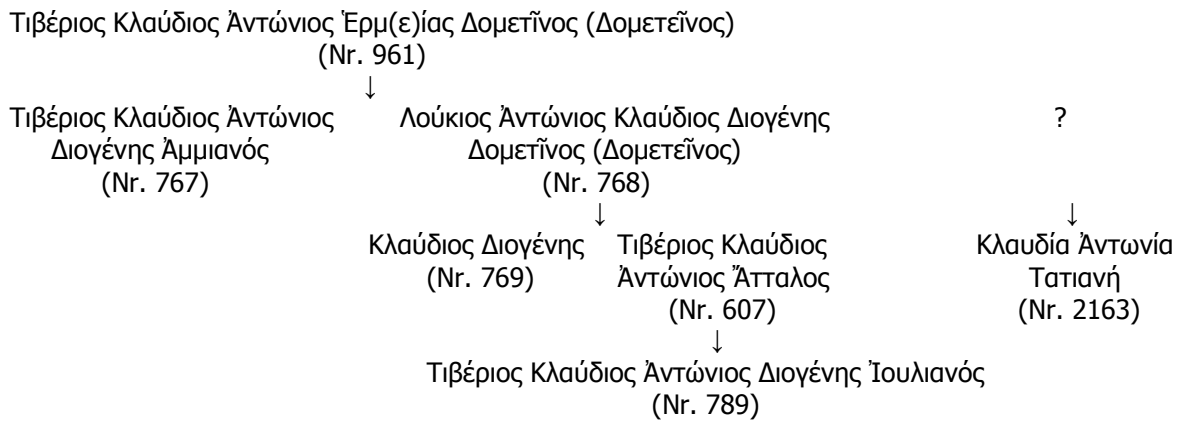 Τιβέριος Κλαύδιος Ἀντώνιος Ἑρμ(ε)ίας Δομετῖνος (Δομετεῖνος)
(Nr. 961)
↓
Τιβέριος Κλαύδιος Ἀντώνιος Λούκιος Ἀντώνιος Κλαύδιος Διογένης ?
Διογένης Ἀμμιανός Δομετῖνος (Δομετεῖνος)
(Nr. 767) (Nr. 768)
↓ ↓
Κλαύδιος Διογένης Τιβέριος Κλαύδιος Κλαυδία Ἀντωνία
(Nr. 769) Ἀντώνιος Ἄτταλος Τατιανή
(Nr. 607) (Nr. 2163)
↓
Τιβέριος Κλαύδιος Ἀντώνιος Διογένης Ἰουλιανός
(Nr. 789)